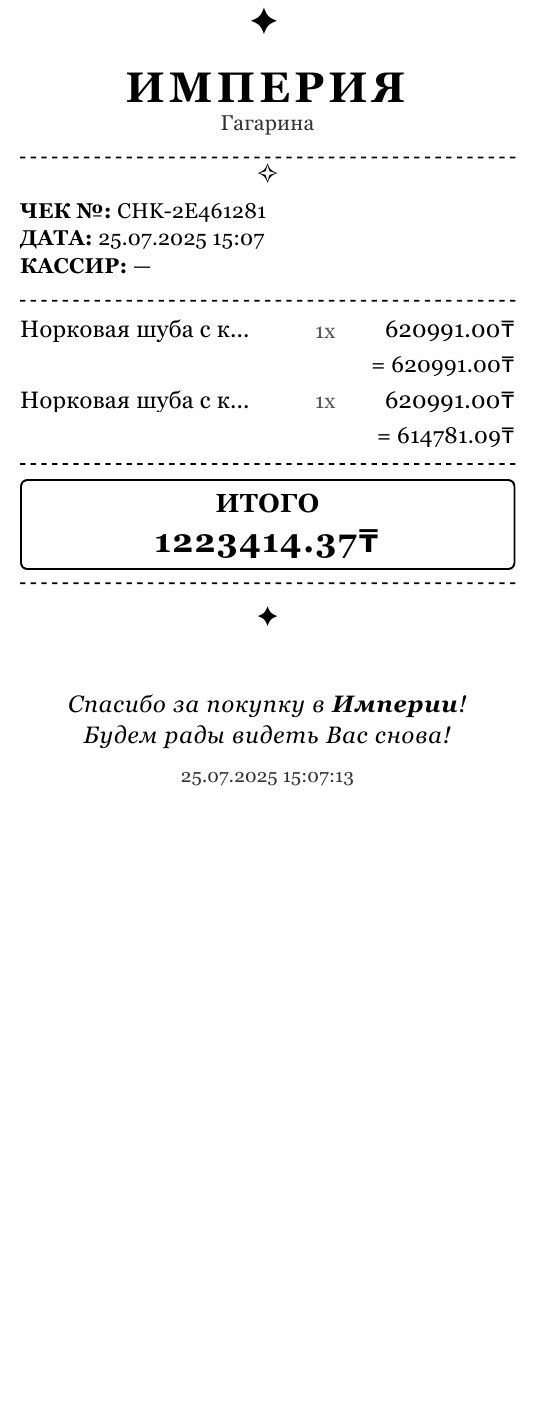 ИМПЕРИЯ
Гагарина
ЧЕК №: CHK-2E461281
ДАТА: 25.07.2025 15:07
КАССИР: —
Норковая шуба с к... 1x 620991.00₸
= 620991.00₸
Норковая шуба с к... 1x 620991.00₸
= 614781.09₸
ИТОГО
1223414.37₸
Спасибо за покупку в Империи!
Будем рады видеть Вас снова!
25.07.2025 15:07:13